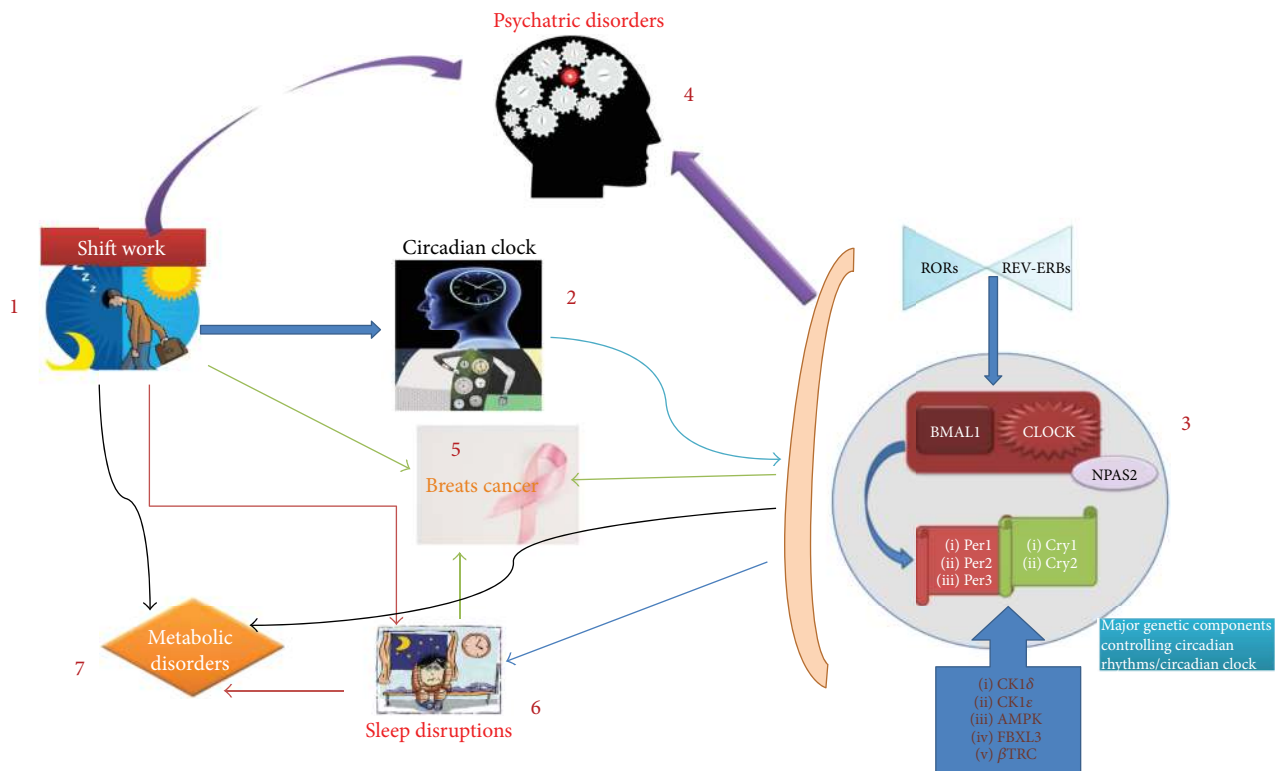 Psychatric disorders
4
Shift work
Z
Z
Z
1
Circadian clock
2
RORs
REV-ERBs
BMAL1
CLOCK
3
NPAS2
5
Breats cancer
(i) Per1
(ii) Per2
(iii) Per3
(i) Cry1
(ii) Cry2
Major genetic components
controlling circadian
rhythms/circadian clock
Metabolic
disorders
7
6
Sleep disruptions
(i) CK1δ
(ii) CK1ε
(iii) AMPK
(iv) FBXL3
(v) βTRC